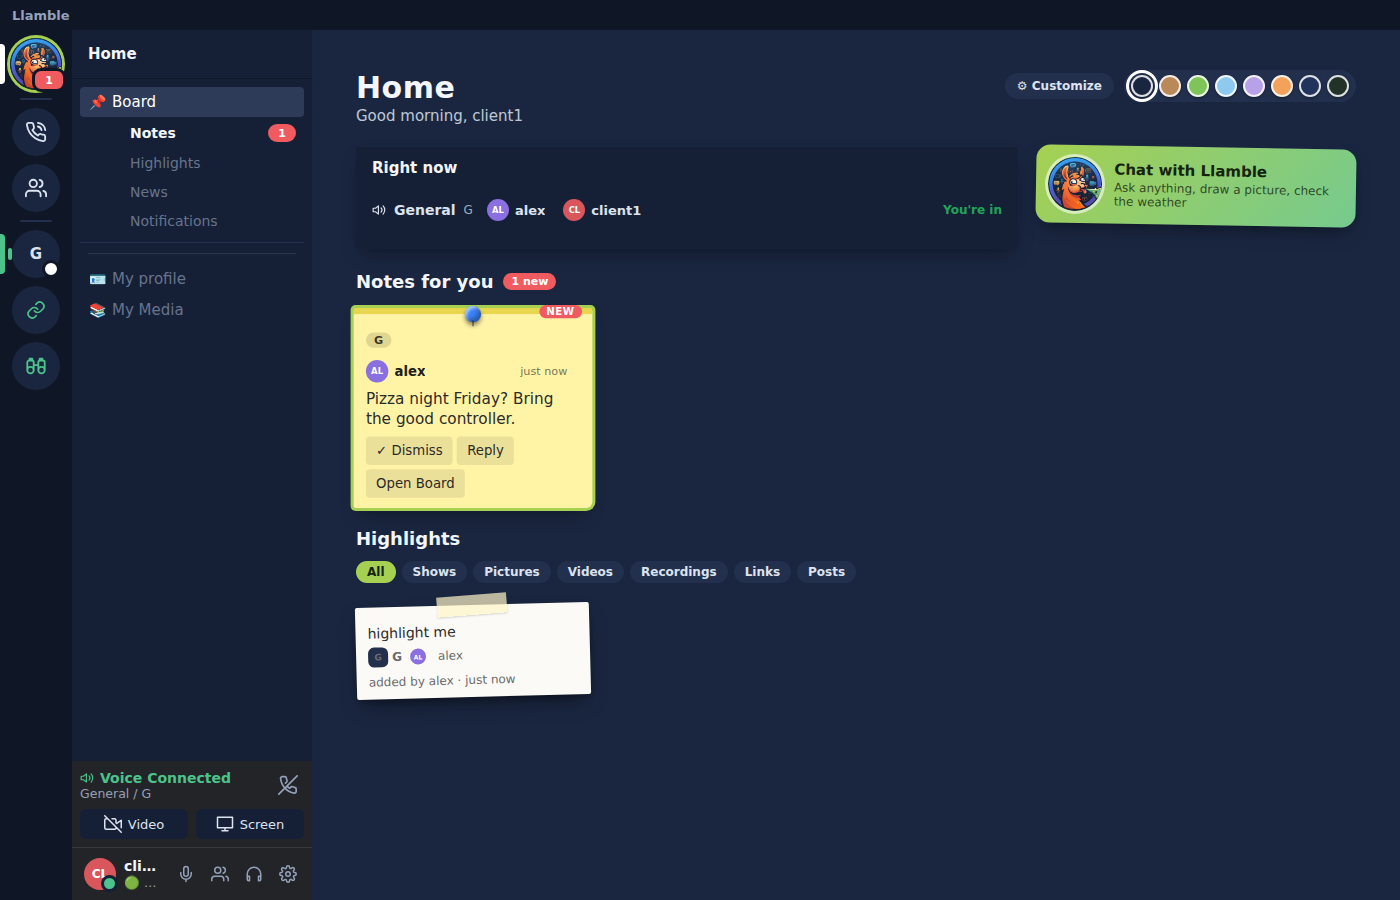 Llamble
1
Home
📌 Board
Notes 1
Highlights
News
Notifications
🪪 My profile
📚 My Media
G
Voice Connected
General / G
Video
Screen
CL
cli...
🟢 ...
Home
Good morning, client1
⚙ Customize
Right now
General G AL alex CL client1 You're in
Chat with Llamble
Ask anything, draw a picture, check
the weather
Notes for you 1 new
NEW
G
AL alex just now
Pizza night Friday? Bring
the good controller.
✓ Dismiss Reply
Open Board
Highlights
All Shows Pictures Videos Recordings Links Posts
highlight me
G G AL alex
added by alex · just now